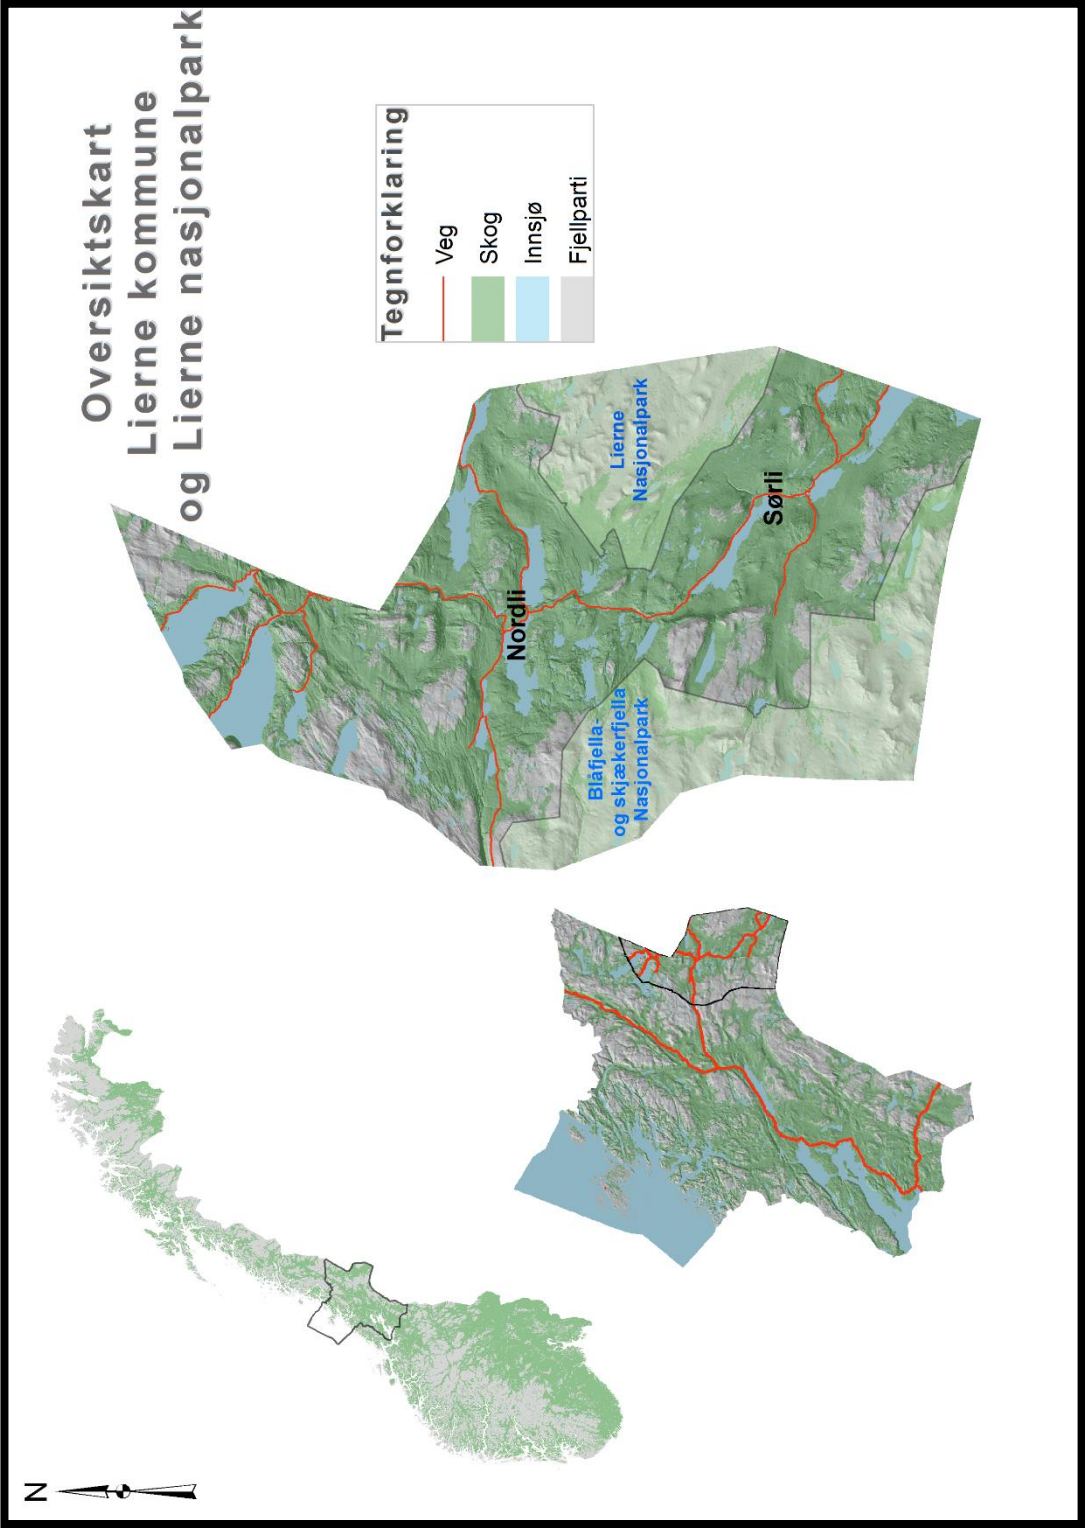 Oversiktskart
Lierne kommune
og Lierne nasjonalpark
Tegnforklaring
Veg
Skog
Innsjø
Fjellparti
Lierne
Nasjonalpark
Sørli
Nordli
Blåfjella-
og skjækerfjella
Nasjonalpark
N